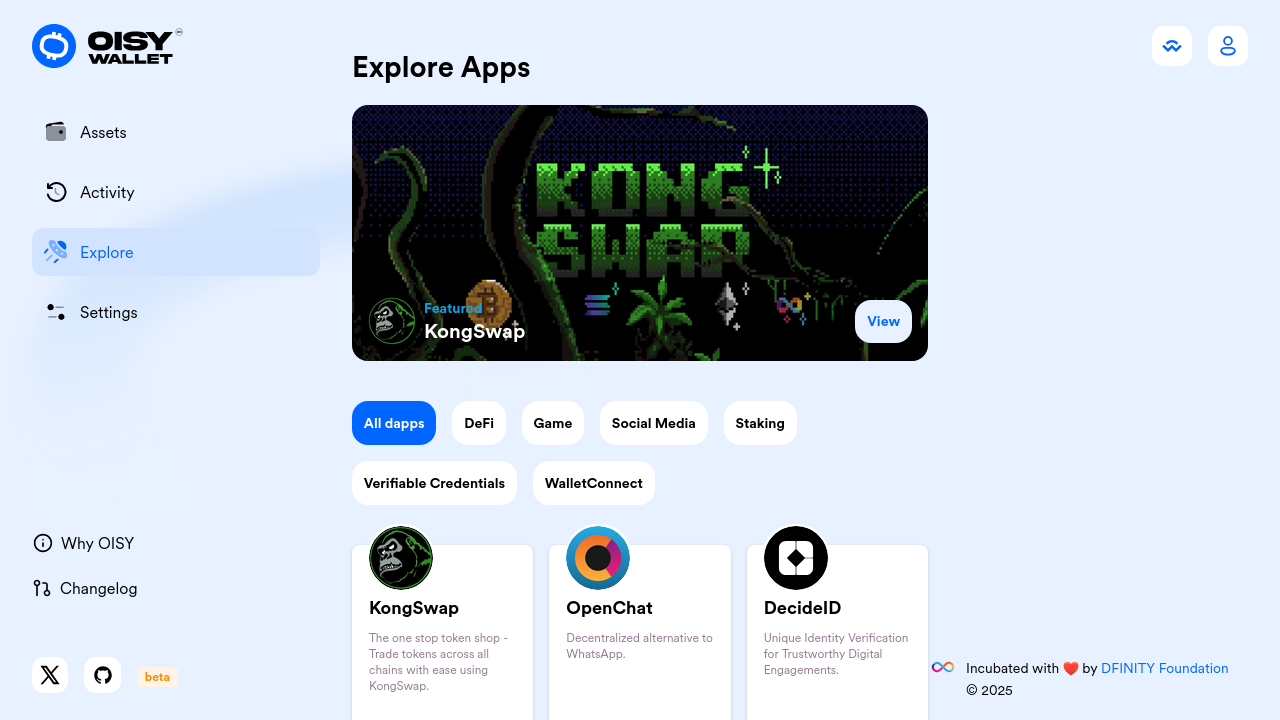 OISY
WALLET
Explore Apps
Assets
Activity
Explore
Settings
KONG
SWAP
Featured
KongSwap
View
All dapps
DeFi
Game
Social Media
Staking
Verifiable Credentials
WalletConnect
Why OISY
Changelog
beta
KongSwap
The one stop token shop -
Trade tokens across all
chains with ease using
KongSwap.
OpenChat
Decentralized alternative to
WhatsApp.
DecideID
Unique Identity Verification
for Trustworthy Digital
Engagements.
Incubated with ❤️ by DFINITY Foundation
© 2025